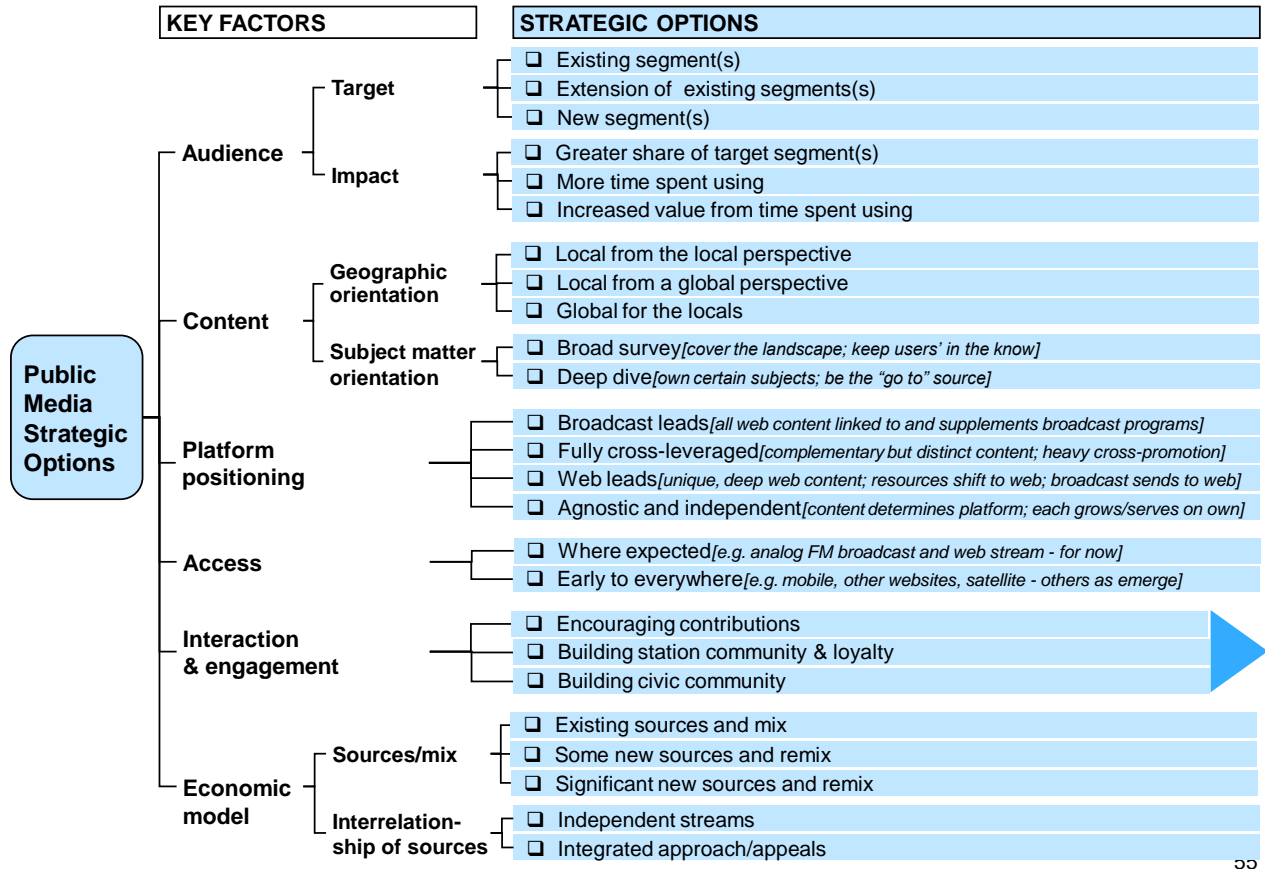 KEY FACTORS
STRATEGIC OPTIONS
Public
Media
Strategic
Options
Audience
Target
❑ Existing segment(s)
❑ Extension of existing segments(s)
❑ New segment(s)
Impact
❑ Greater share of target segment(s)
❑ More time spent using
❑ Increased value from time spent using
Content
Geographic
orientation
❑ Local from the local perspective
❑ Local from a global perspective
❑ Global for the locals
Subject matter
orientation
❑ Broad survey[cover the landscape; keep users’ in the know]
❑ Deep dive[own certain subjects; be the “go to” source]
Platform
positioning
❑ Broadcast leads[all web content linked to and supplements broadcast programs]
❑ Fully cross-leveraged[complementary but distinct content; heavy cross-promotion]
❑ Web leads[unique, deep web content; resources shift to web; broadcast sends to web]
❑ Agnostic and independent[content determines platform; each grows/serves on own]
Access
❑ Where expected[e.g. analog FM broadcast and web stream - for now]
❑ Early to everywhere[e.g. mobile, other websites, satellite - others as emerge]
Interaction
& engagement
❑ Encouraging contributions
❑ Building station community & loyalty
❑ Building civic community
Economic
model
Sources/mix
❑ Existing sources and mix
❑ Some new sources and remix
❑ Significant new sources and remix
Interrelation-
ship of sources
❑ Independent streams
❑ Integrated approach/appeals
55